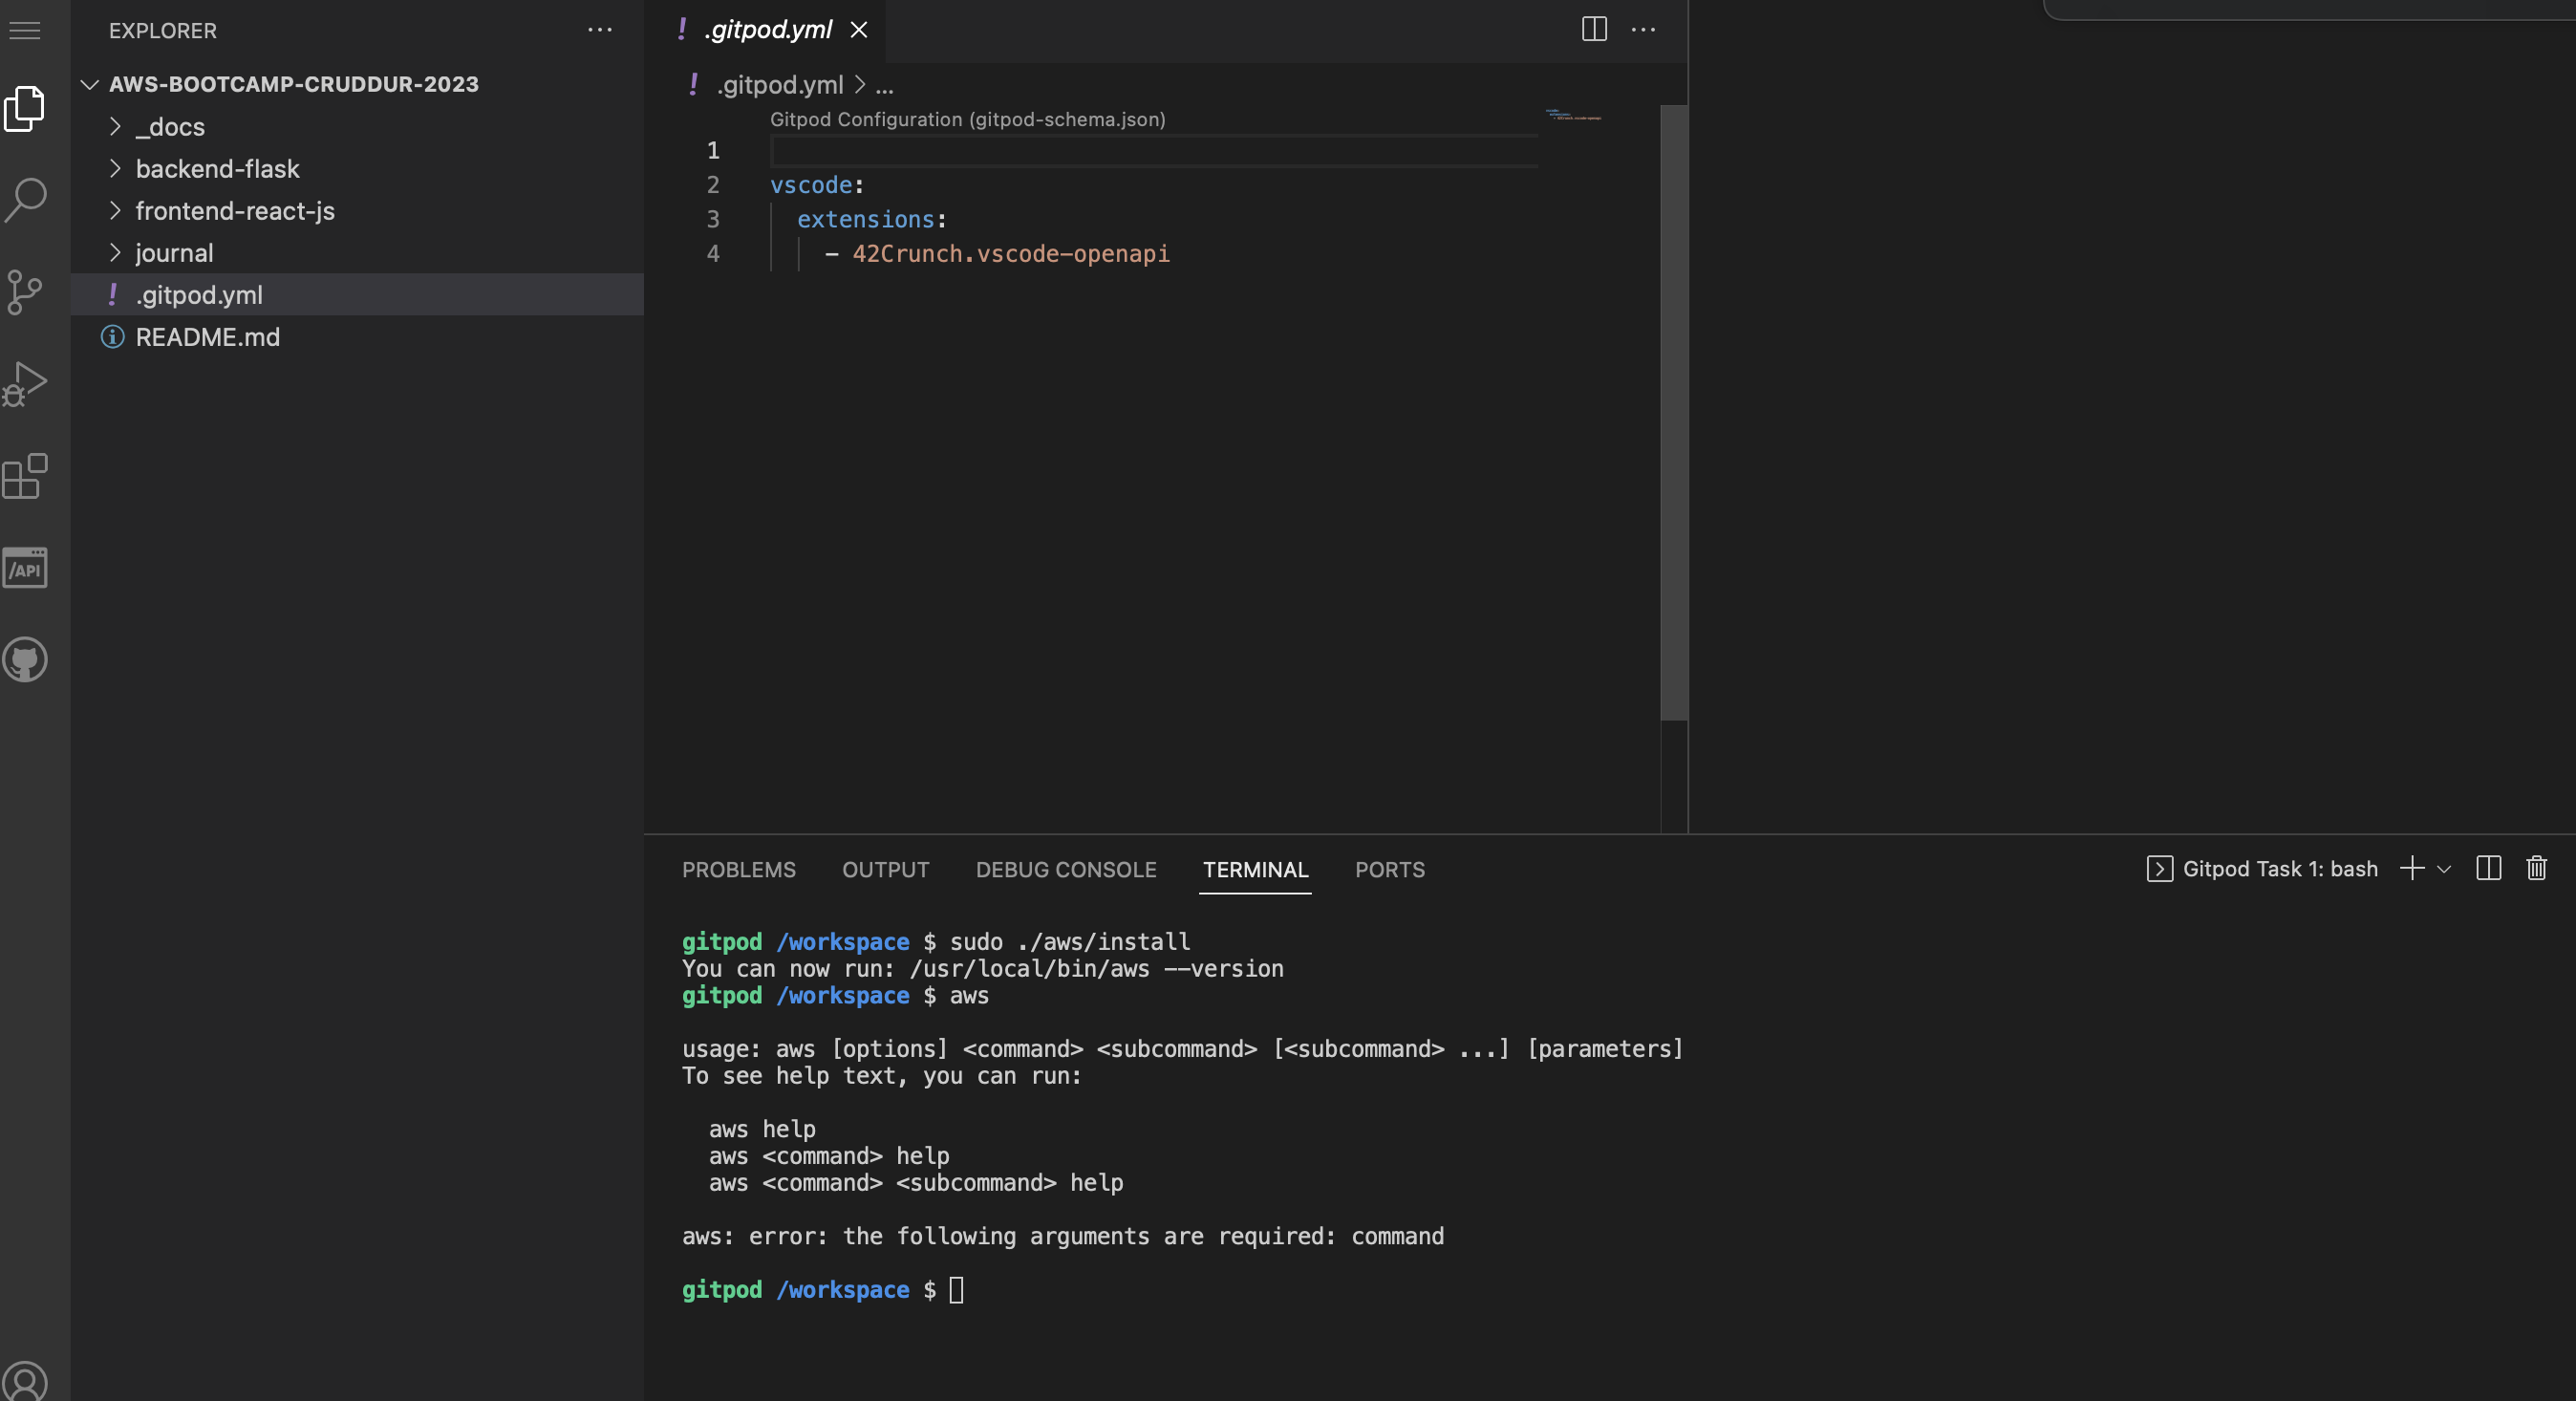 EXPLORER
AWS-BOOTCAMP-CRUDDUR-2023
_docs
backend-flask
frontend-react-js
journal
! .gitpod.yml
README.md
/API
! .gitpod.yml
! .gitpod.yml > ...
Gitpod Configuration (gitpod-schema.json)
1
2 vscode:
3 extensions:
4 - 42Crunch.vscode-openapi
PROBLEMS OUTPUT DEBUG CONSOLE TERMINAL PORTS
Gitpod Task 1: bash
gitpod /workspace $ sudo ./aws/install
You can now run: /usr/local/bin/aws --version
gitpod /workspace $ aws
usage: aws [options] <command> <subcommand> [<subcommand> ...] [parameters]
To see help text, you can run:
aws help
aws <command> help
aws <command> <subcommand> help
aws: error: the following arguments are required: command
gitpod /workspace $